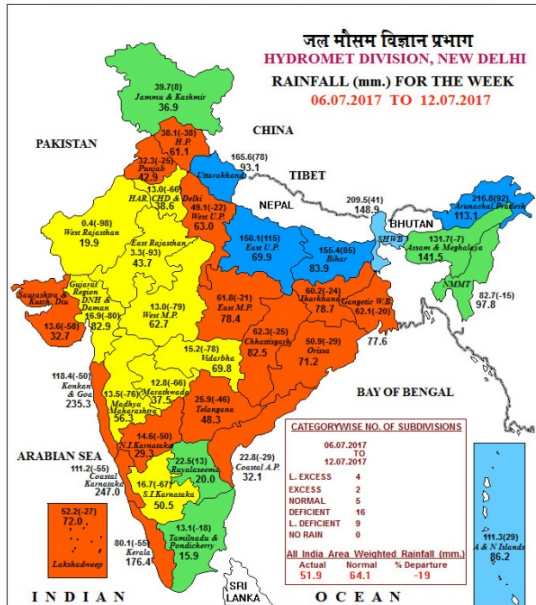 जल मौसम विज्ञान प्रभाग
HYDROMET DIVISION, NEW DELHI
RAINFALL (mm.) FOR THE WEEK
06.07.2017 TO 12.07.2017
39.7(8)
Jammu & Kashmir
36.9
CHINA
PAKISTAN
38.1(-38)
H.P.
61.1
32.3(-25)
Punjab
42.9
165.6(78)
Uttarakhand
93.1
TIBET
13.0(-66)
HAR. CHD & Delhi
38.6
49.1(-22)
West U.P.
63.0
NEPAL
209.5(41)
148.9
SHWB
BHUTAN
216.8(92)
Arunachal Pradesh
113.1
0.4(-98)
West Rajasthan
19.9
East Rajasthan
3.3(-93)
43.7
150.1(115)
East U.P.
69.9
155.4(85)
Bihar
83.9
131.7(-7)
Assam & Meghalaya
141.5
NMMT
82.7(-15)
97.8
Saurashtra &
Kutch, Diu
13.6(-58)
32.7
Gujarat
Region
DNH &
Daman
16.9(-80)
82.9
13.0(-79)
West M.P.
62.7
61.8(-21)
East M.P.
78.4
60.2(-24)
Jharkhand
78.7
Gangetic W.B.
62.1(-20)
77.6
62.3(-25)
Chhattisgarh
82.5
50.9(-29)
Orissa
71.2
15.2(-78)
Vidarbha
69.8
118.4(-50)
Konkan
& Goa
235.3
13.5(-76)
Madhya
Maharashtra
56.3
12.8(-66)
Marathwada
37.5
25.9(-46)
Telangana
48.3
BAY OF BENGAL
14.6(-50)
N.I.Karnataka
29.3
ARABIAN SEA
111.2(-55)
Coastal
Karnataka
247.0
22.5(13)
Rayalaseema
20.0
22.8(-29)
Coastal A.P.
32.1
16.7(-67)
S.I.Karnataka
50.5
52.2(-27)
72.0
Lakshadweep
80.1(-55)
Kerala
176.4
13.1(-18)
Tamilnadu &
Pondicherry
15.9
CATEGORYWISE NO. OF SUBDIVISIONS
06.07.2017
TO
12.07.2017
L. EXCESS 4
EXCESS 2
NORMAL 5
DEFICIENT 16
L. DEFICIENT 9
NO RAIN 0
All India Area Weighted Rainfall (mm.)
Actual Normal % Departure
51.9 64.1 -19
111.3(29)
A & N Islands
86.2
SRI
LANKA
INDIAN OCEAN